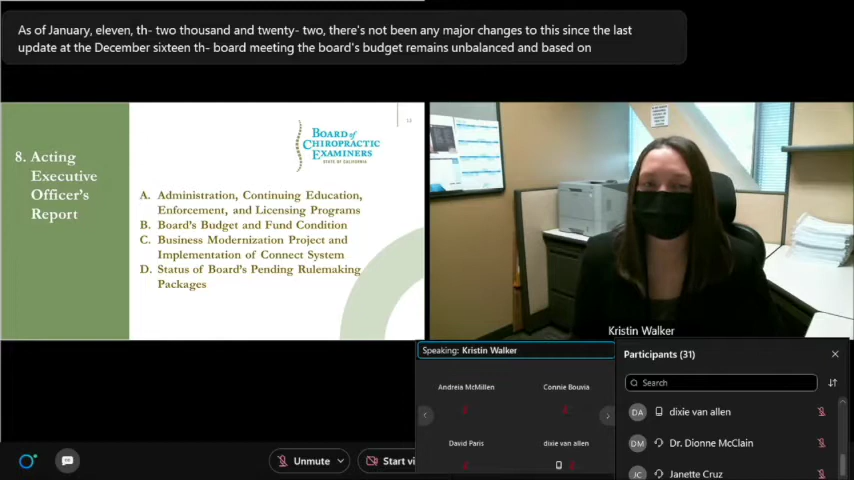 As of January, eleven, th- two thousand and twenty- two, there's not been any major changes to this since the last
update at the December sixteen th- board meeting the board's budget remains unbalanced and based on
13
8. Acting
Executive
Officer's
Report
BOARD of
CHIROPRACTIC
EXAMINERS
STATE OF CALIFORNIA
A. Administration, Continuing Education,
Enforcement, and Licensing Programs
B. Board's Budget and Fund Condition
C. Business Modernization Project and
Implementation of Connect System
D. Status of Board's Pending Rulemaking
Packages
Kristin Walker
Speaking: Kristin Walker
Andreia McMillen
Connie Bouvia
David Paris
dixie van allen
Participants (31)
Search
DA dixie van allen
DM Dr. Dionne McClain
JC Janette Cruz
Unmute
Start vi